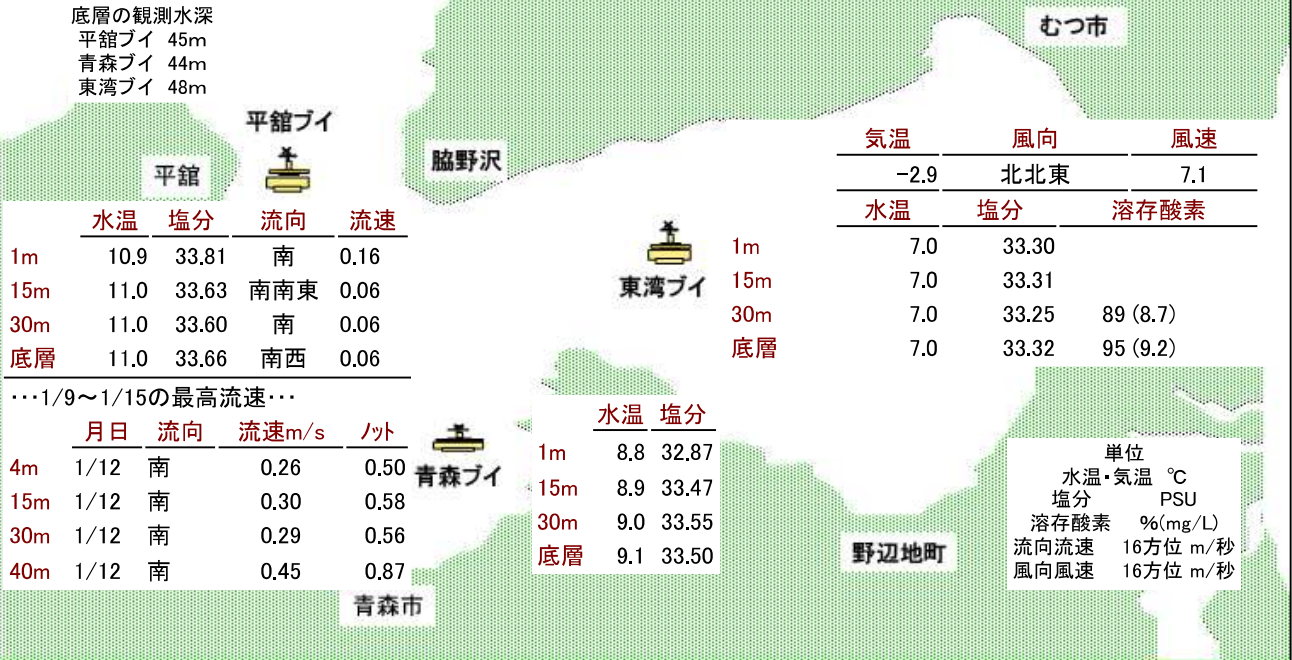 底層の観測水深
平舘ブイ 45m
青森ブイ 44m
東湾ブイ 48m
むつ市
平舘ブイ
平舘
脇野沢
気温 風向 風速
-2.9 北北東 7.1
水温 塩分 溶存酸素
1m 7.0 33.30
15m 7.0 33.31
30m 7.0 33.25 89 (8.7)
底層 7.0 33.32 95 (9.2)
東湾ブイ
水温 塩分 流向 流速
1m 10.9 33.81 南 0.16
15m 11.0 33.63 南南東 0.06
30m 11.0 33.60 南 0.06
底層 11.0 33.66 南西 0.06
…1/9～1/15の最高流速…
月日 流向 流速m/s ノット
4m 1/12 南 0.26 0.50
15m 1/12 南 0.30 0.58
30m 1/12 南 0.29 0.56
40m 1/12 南 0.45 0.87
青森ブイ
水温 塩分
1m 8.8 32.87
15m 8.9 33.47
30m 9.0 33.55
底層 9.1 33.50
青森市
野辺地町
単位
水温・気温 ℃
塩分 PSU
溶存酸素 %(mg/L)
流向流速 16方位 m/秒
風向風速 16方位 m/秒